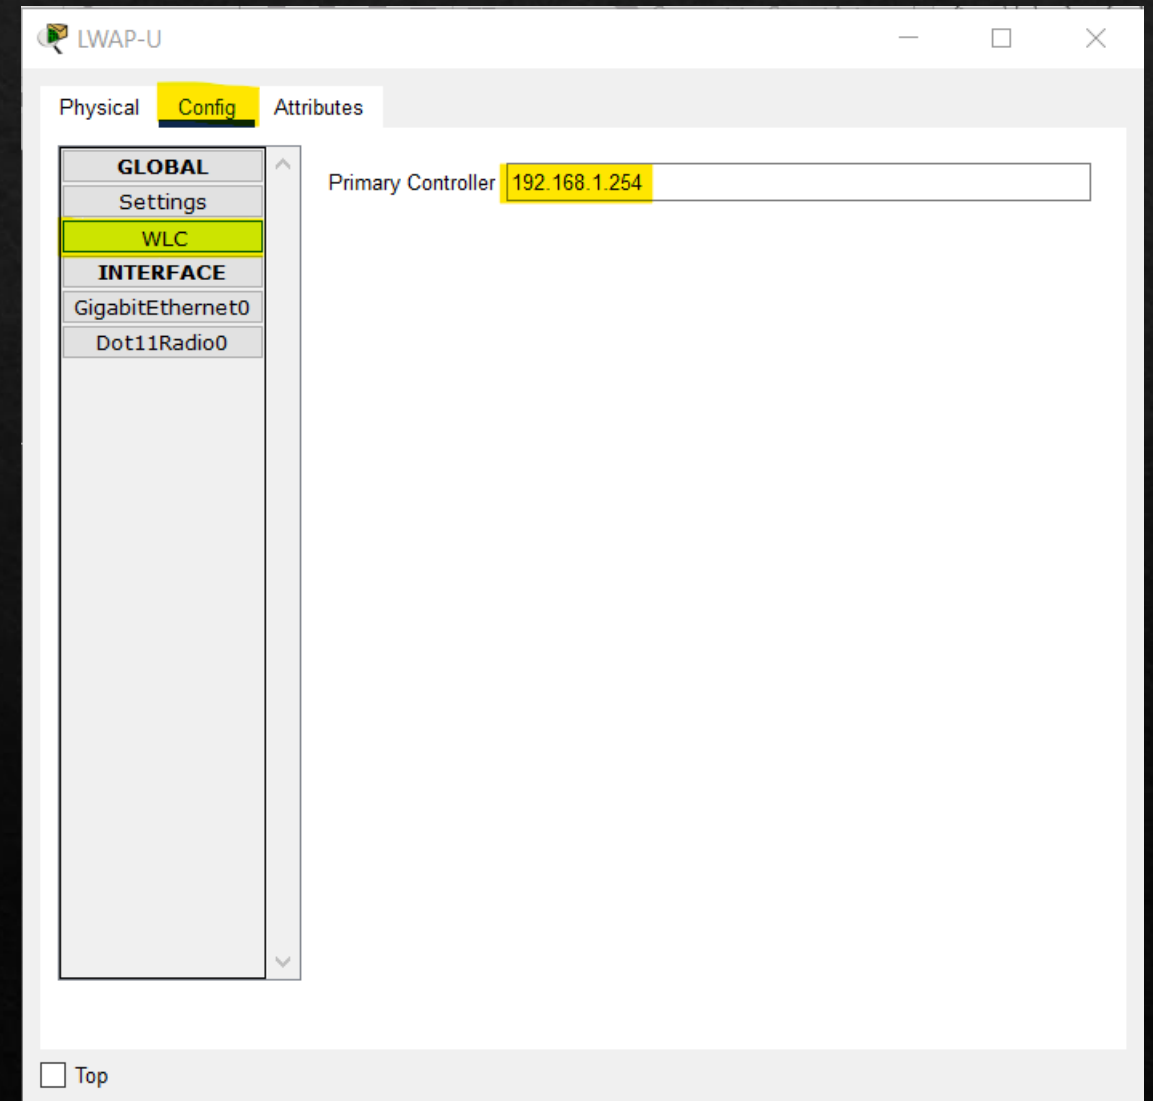 LWAP-U
Physical Config Attributes
GLOBAL
Settings
WLC
INTERFACE
GigabitEthernet0
Dot11Radio0
Primary Controller 192.168.1.254
Top